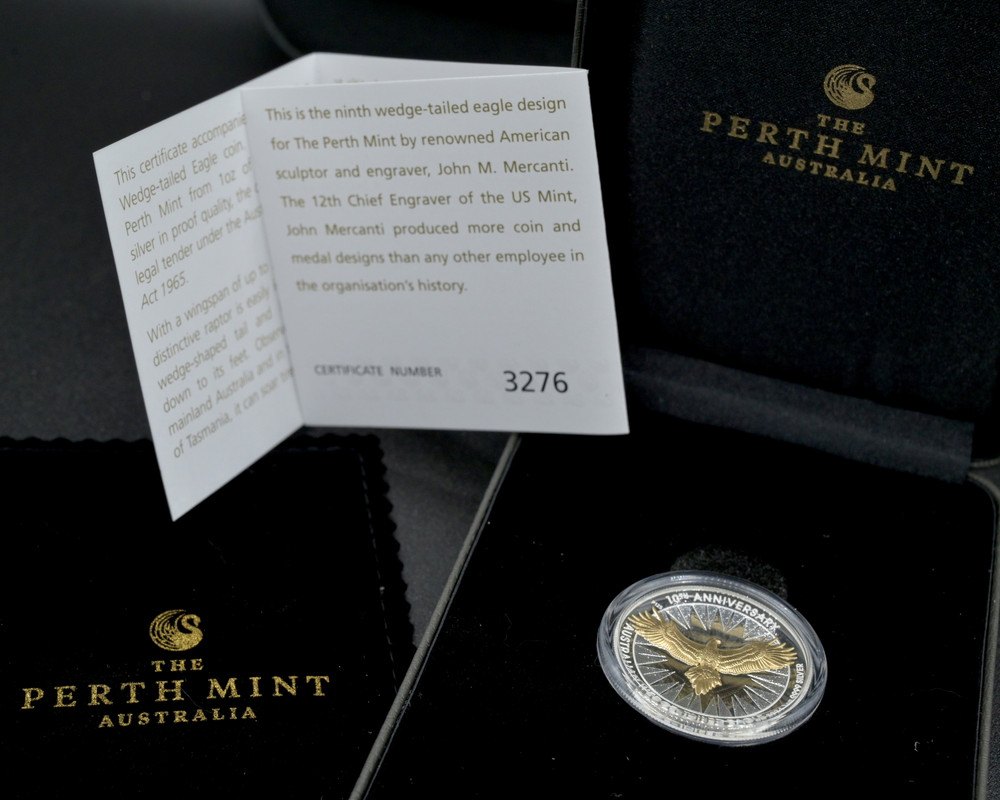 This certificate accompanie
Wedge-tailed Eagle coin,
Perth Mint from 1oz of
silver in proof quality, the c
legal tender under the Aus
Act 1965.
With a wingspan of up to
distinctive raptor is easily
wedge-shaped tail and
down to its feet.
mainland Australia and in
of Tasmania, it can soar
This is the ninth wedge-tailed eagle design
for The Perth Mint by renowned American
sculptor and engraver, John M. Mercanti.
The 12th Chief Engraver of the US Mint,
John Mercanti produced more coin and
medal designs than any other employee in
the organisation's history.
CERTIFICATE NUMBER 3276
THE
PERTH MINT
AUSTRALIA
THE
PERTH MINT
AUSTRALIA
10TH ANNIVERSARY
AUSTRALIAN
SILVER